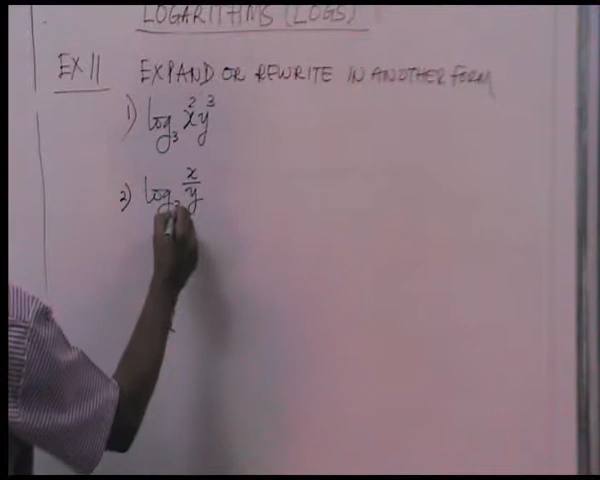 LOGARITHMS (LOGS)
EX 11 EXPAND OR REWRITE IN ANOTHER FORM
1) log₃ x²y³
2) log x/y